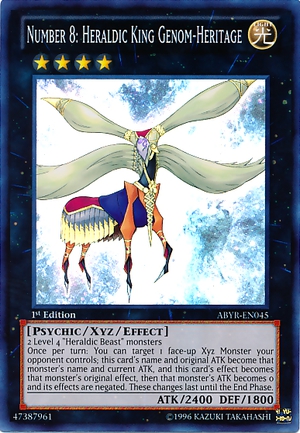 NUMBER 8: HERALDIC KING GENOM-HERITAGE
LIGHT
光
1st Edition
ABYR-EN045
[PSYCHIC/XYZ/EFFECT]
2 Level 4 "Heraldic Beast" monsters
Once per turn: You can target 1 face-up Xyz Monster your
opponent controls; this card's name and original ATK become that
monster's name and current ATK, and this card's effect becomes
that monster's original effect, then that monster's ATK becomes 0
and its effects are negated. These changes last until the End Phase.
ATK/2400 DEF/1800
47387961
©1996 KAZUKI TAKAHASHI